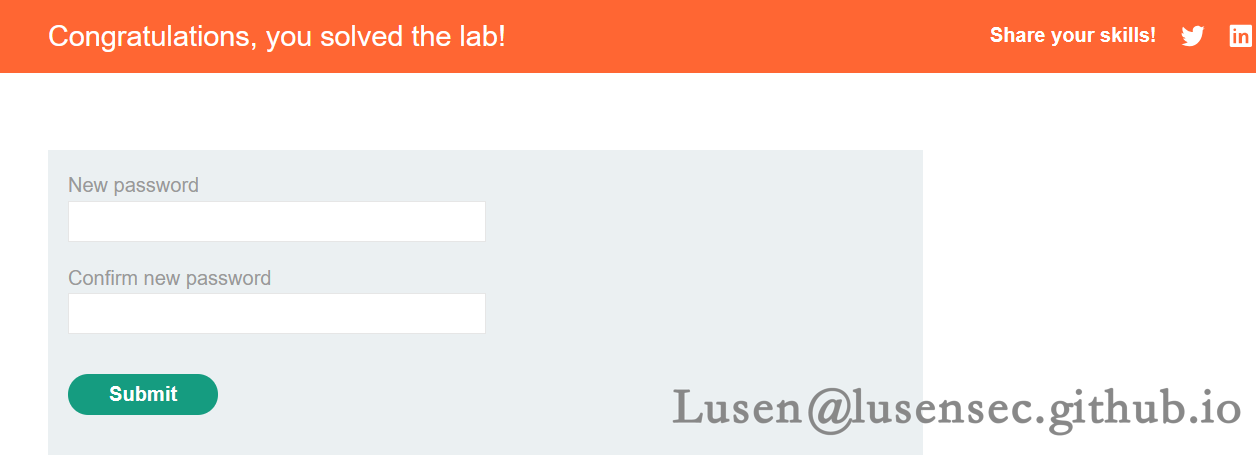 Congratulations, you solved the lab!
Share your skills!
New password
Confirm new password
Submit
Lusen@lusensec.github.io